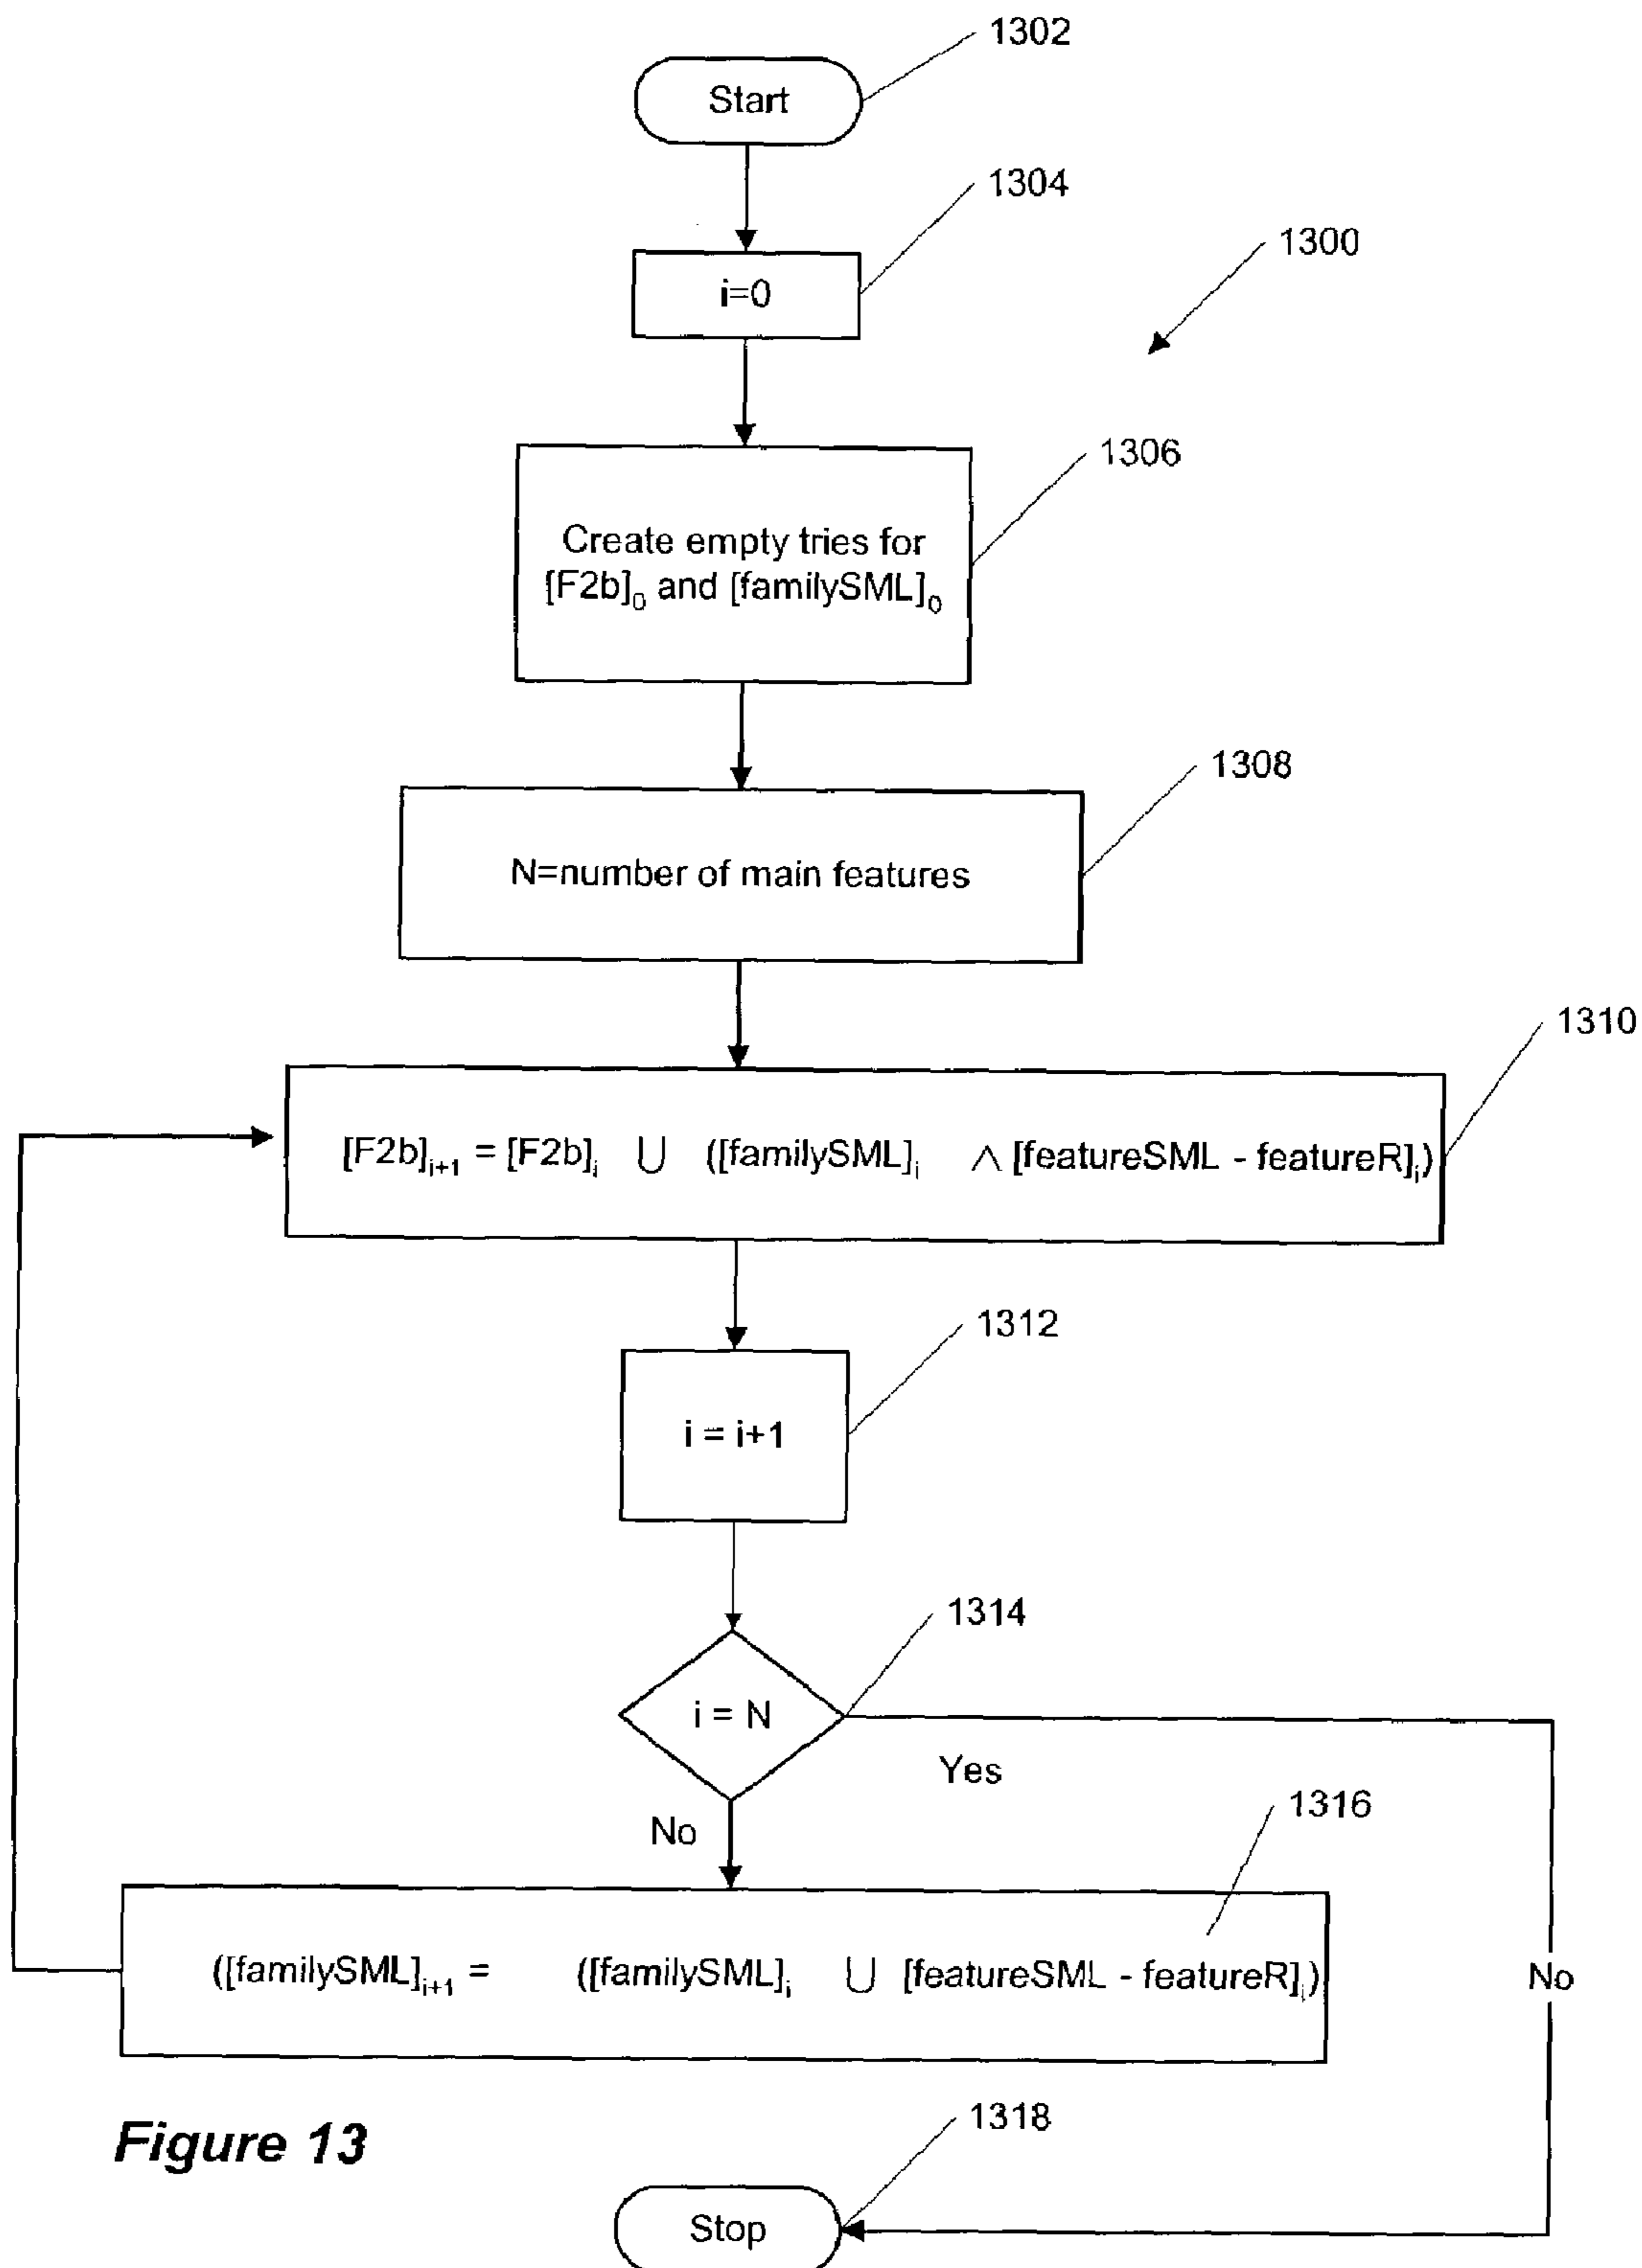 1302
Start
1304
i=0
1300
1306
Create empty tries for
[F2b]₀ and [familySML]₀
1308
N=number of main features
1310
[F2b]ᵢ₊₁ = [F2b]ᵢ ∪ ([familySML]ᵢ ∧ [featureSML - featureR]ᵢ)
1312
i = i+1
1314
i = N
Yes
No
1316
([familySML]ᵢ₊₁ = ([familySML]ᵢ ∪ [featureSML - featureR]ᵢ)
No
Figure 13
1318
Stop